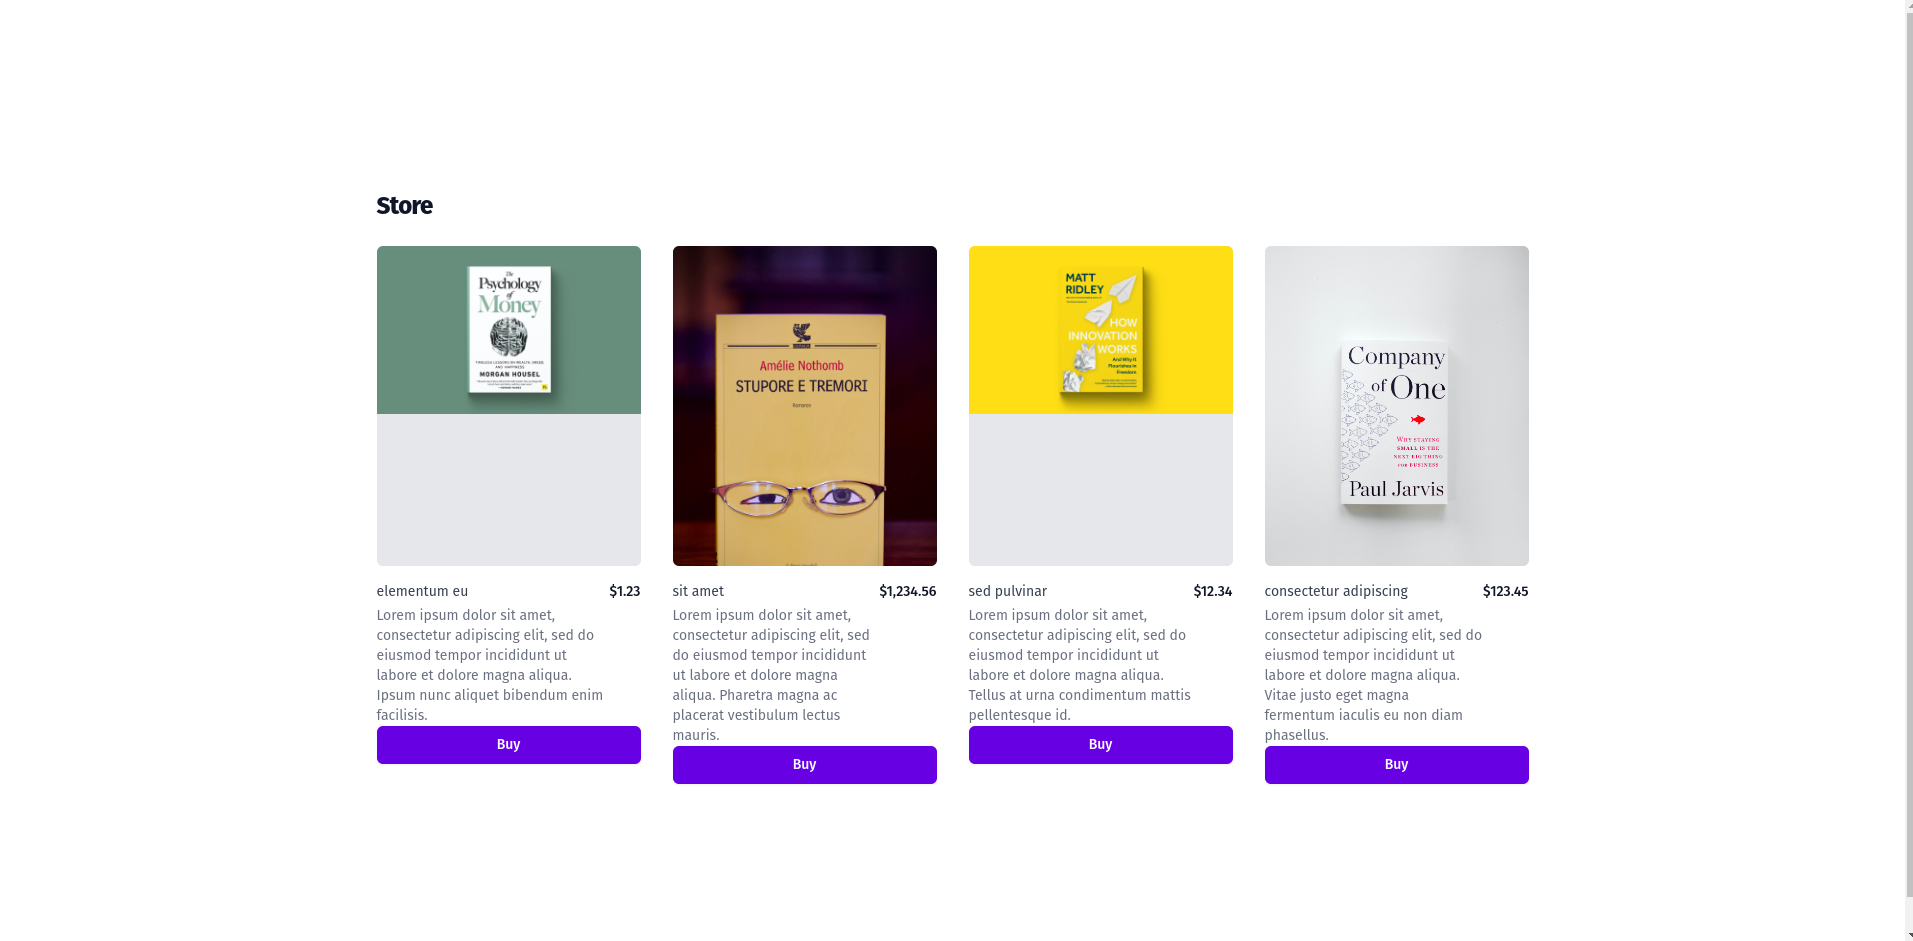 Store
The
Psychology
of
Money
MORGAN HOUSEL
Amélie Nothomb
STUPORE E TREMORI
Romanzo
MATT
RIDLEY
HOW
INNOVATION
WORKS
And Why It
Flourishes in
Freedom
Company
of One
WHY STAYING
SMALL IS THE
NEXT BIG THING
FOR BUSINESS
Paul Jarvis
elementum eu $1.23
Lorem ipsum dolor sit amet,
consectetur adipiscing elit, sed do
eiusmod tempor incididunt ut
labore et dolore magna aliqua.
Ipsum nunc aliquet bibendum enim
facilisis.
Buy
sit amet $1,234.56
Lorem ipsum dolor sit amet,
consectetur adipiscing elit, sed
do eiusmod tempor incididunt
ut labore et dolore magna
aliqua. Pharetra magna ac
placerat vestibulum lectus
mauris.
Buy
sed pulvinar $12.34
Lorem ipsum dolor sit amet,
consectetur adipiscing elit, sed do
eiusmod tempor incididunt ut
labore et dolore magna aliqua.
Tellus at urna condimentum mattis
pellentesque id.
Buy
consectetur adipiscing $123.45
Lorem ipsum dolor sit amet,
consectetur adipiscing elit, sed do
eiusmod tempor incididunt ut
labore et dolore magna aliqua.
Vitae justo eget magna
fermentum iaculis eu non diam
phasellus.
Buy